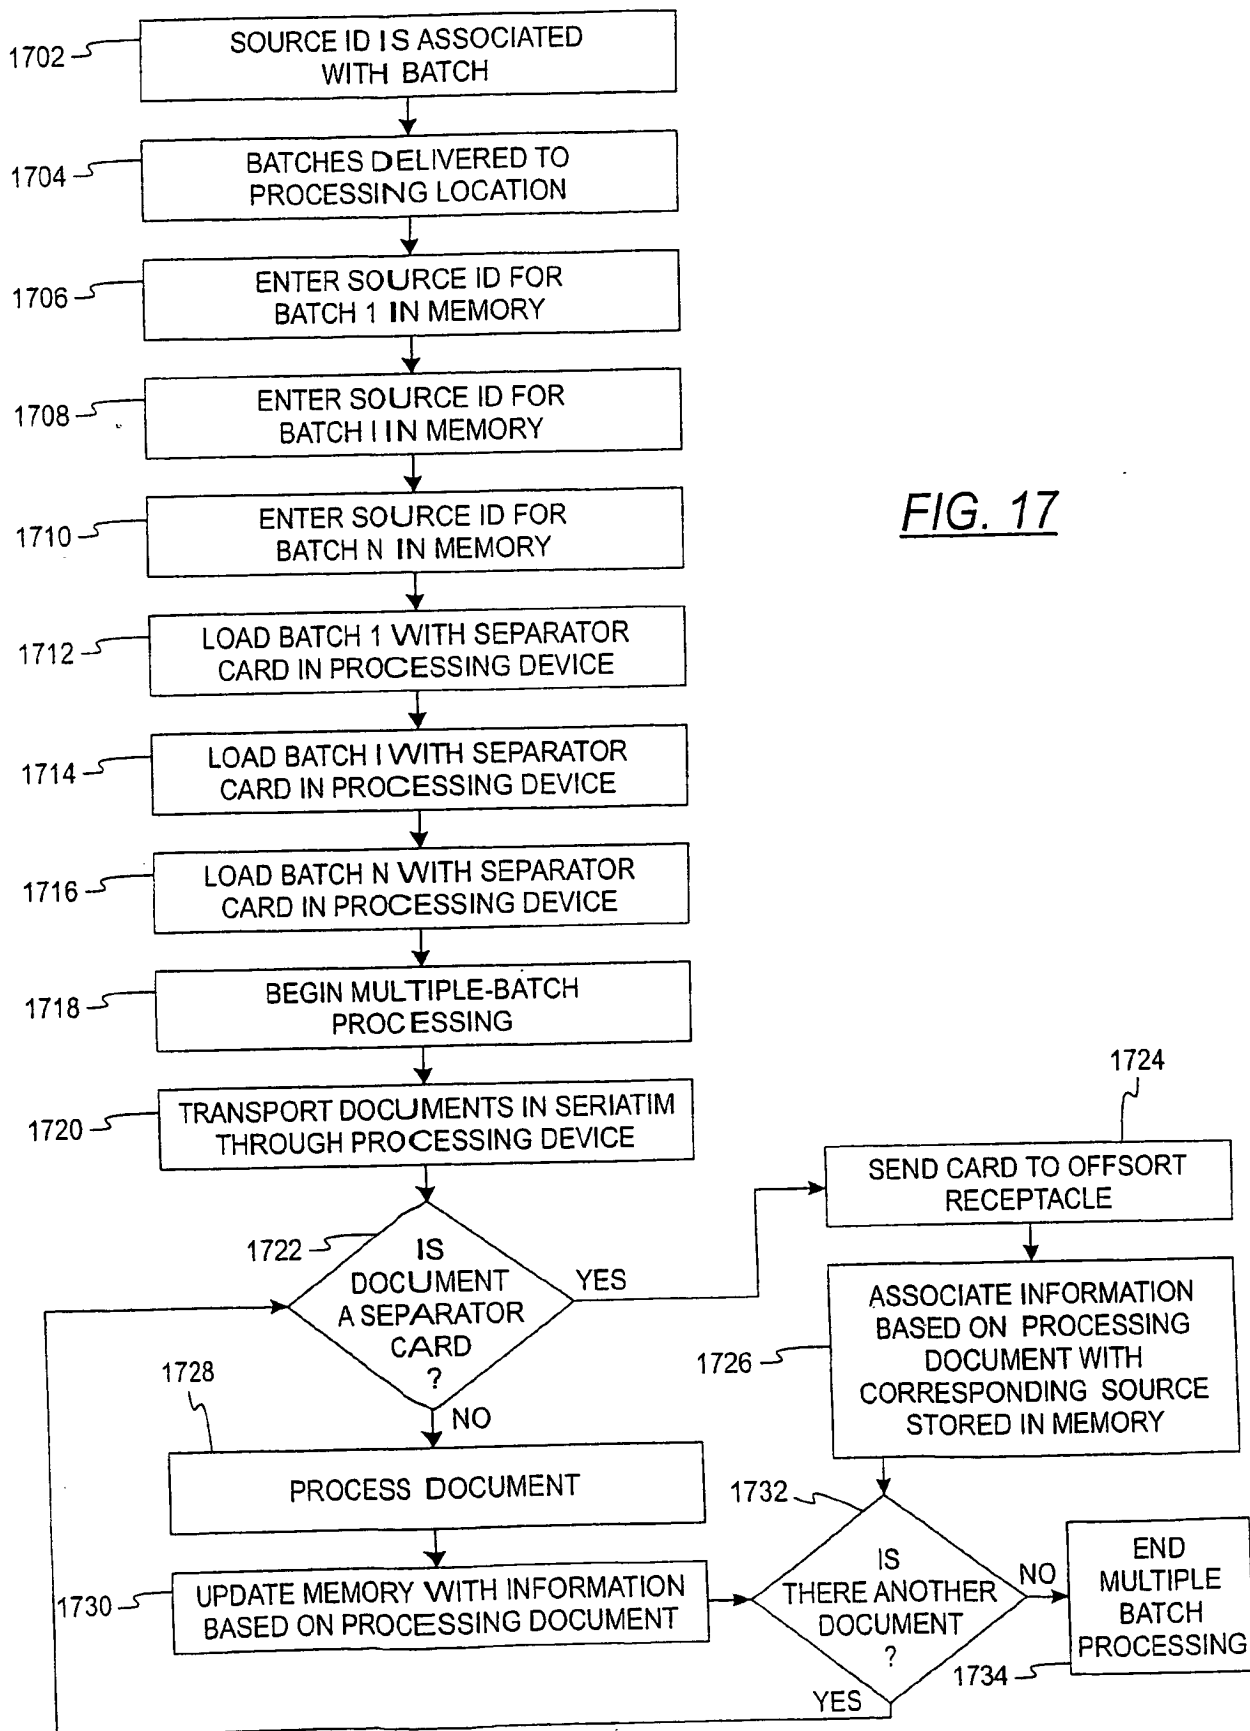 1702
SOURCE ID IS ASSOCIATED
WITH BATCH
1704
BATCHES DELIVERED TO
PROCESSING LOCATION
1706
ENTER SOURCE ID FOR
BATCH 1 IN MEMORY
1708
ENTER SOURCE ID FOR
BATCH I IN MEMORY
1710
ENTER SOURCE ID FOR
BATCH N IN MEMORY
FIG. 17
1712
LOAD BATCH 1 WITH SEPARATOR
CARD IN PROCESSING DEVICE
1714
LOAD BATCH I WITH SEPARATOR
CARD IN PROCESSING DEVICE
1716
LOAD BATCH N WITH SEPARATOR
CARD IN PROCESSING DEVICE
1718
BEGIN MULTIPLE-BATCH
PROCESSING
1720
TRANSPORT DOCUMENTS IN SERIATIM
THROUGH PROCESSING DEVICE
1722
IS
DOCUMENT
A SEPARATOR
CARD
?
YES
NO
1724
SEND CARD TO OFFSORT
RECEPTACLE
1726
ASSOCIATE INFORMATION
BASED ON PROCESSING
DOCUMENT WITH
CORRESPONDING SOURCE
STORED IN MEMORY
1728
PROCESS DOCUMENT
1730
UPDATE MEMORY WITH INFORMATION
BASED ON PROCESSING DOCUMENT
1732
IS
THERE ANOTHER
DOCUMENT
?
NO
YES
END
MULTIPLE
BATCH
PROCESSING
1734